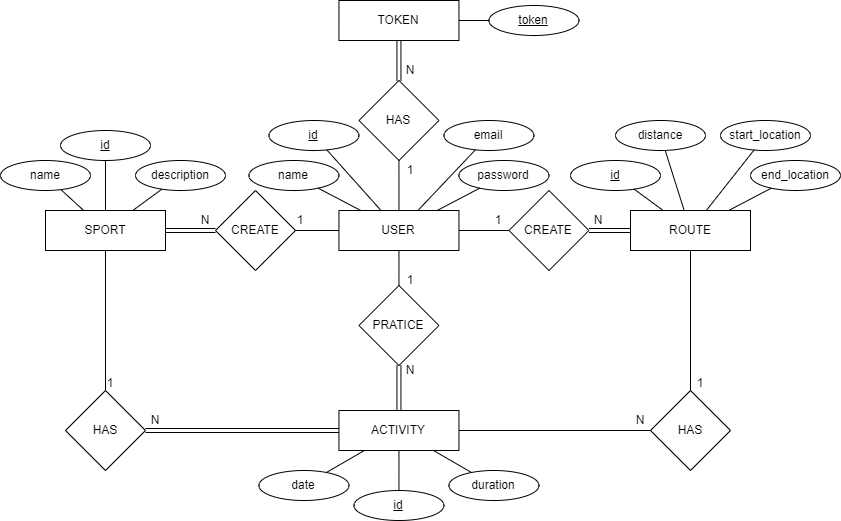 TOKEN
token
N
HAS
id
email
distance
start_location
id
name
description
1
name
password
id
end_location
SPORT
N
CREATE
1
USER
1
CREATE
N
ROUTE
1
PRATICE
N
1
1
HAS
N
ACTIVITY
N
HAS
date
duration
id